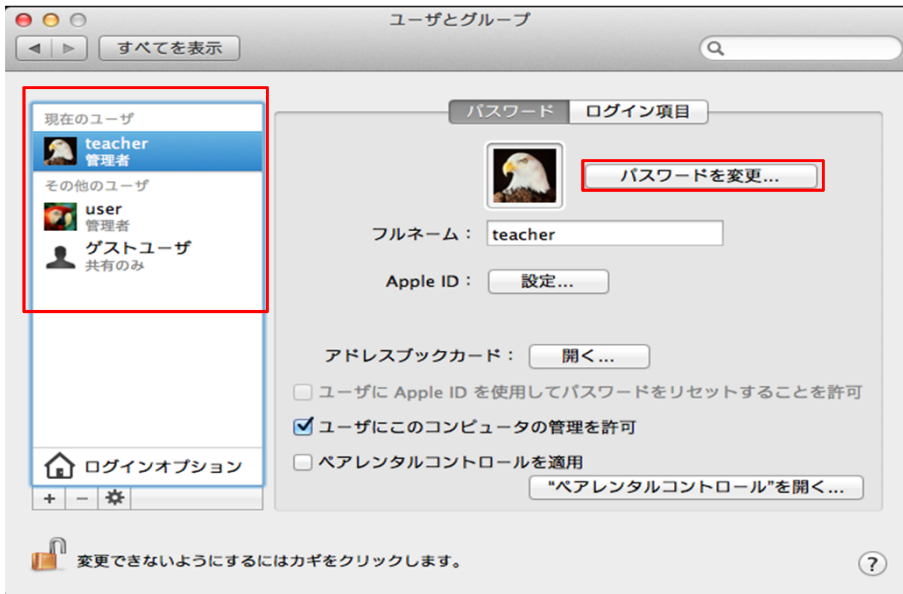 ユーザとグループ
すべてを表示
現在のユーザ
teacher
管理者
その他のユーザ
user
管理者
ゲストユーザ
共有のみ
ログインオプション
パスワード ログイン項目
パスワードを変更...
フルネーム： teacher
Apple ID： 設定...
アドレスブックカード： 開く...
ユーザに Apple ID を使用してパスワードをリセットすることを許可
ユーザにこのコンピュータの管理を許可
ペアレンタルコントロールを適用
“ペアレンタルコントロール”を開く...
変更できないようにするにはカギをクリックします。
?